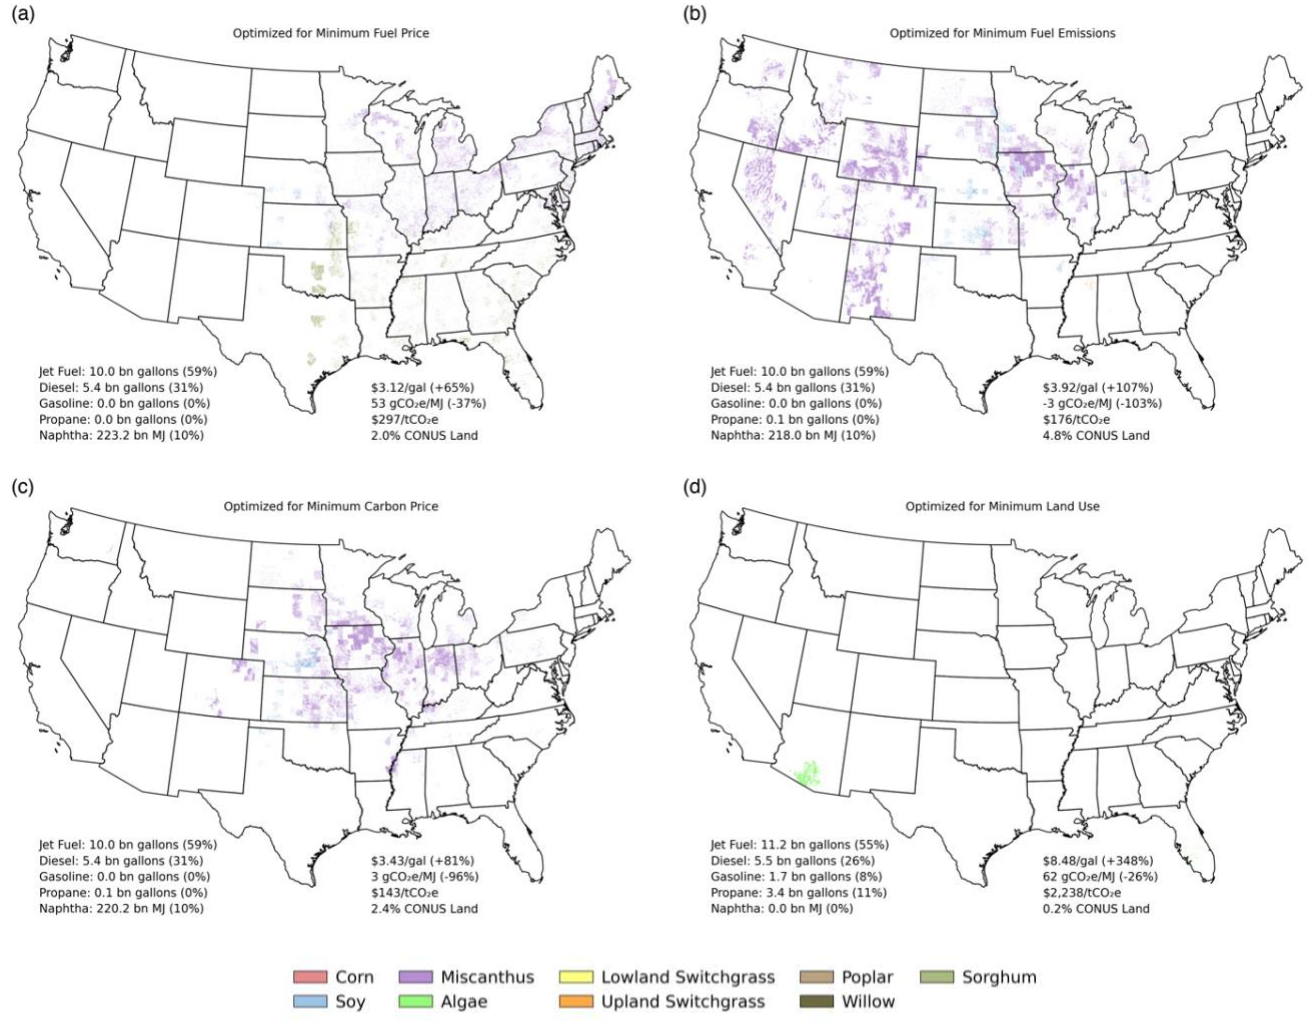 (a)
Optimized for Minimum Fuel Price
Jet Fuel: 10.0 bn gallons (59%)
Diesel: 5.4 bn gallons (31%)
Gasoline: 0.0 bn gallons (0%)
Propane: 0.0 bn gallons (0%)
Naphtha: 223.2 bn MJ (10%)
$3.12/gal (+65%)
53 gCO₂e/MJ (-37%)
$297/tCO₂e
2.0% CONUS Land
(b)
Optimized for Minimum Fuel Emissions
Jet Fuel: 10.0 bn gallons (59%)
Diesel: 5.4 bn gallons (31%)
Gasoline: 0.0 bn gallons (0%)
Propane: 0.1 bn gallons (0%)
Naphtha: 218.0 bn MJ (10%)
$3.92/gal (+107%)
-3 gCO₂e/MJ (-103%)
$176/tCO₂e
4.8% CONUS Land
(c)
Optimized for Minimum Carbon Price
Jet Fuel: 10.0 bn gallons (59%)
Diesel: 5.4 bn gallons (31%)
Gasoline: 0.0 bn gallons (0%)
Propane: 0.1 bn gallons (0%)
Naphtha: 220.2 bn MJ (10%)
$3.43/gal (+81%)
3 gCO₂e/MJ (-96%)
$143/tCO₂e
2.4% CONUS Land
(d)
Optimized for Minimum Land Use
Jet Fuel: 11.2 bn gallons (55%)
Diesel: 5.5 bn gallons (26%)
Gasoline: 1.7 bn gallons (8%)
Propane: 3.4 bn gallons (11%)
Naphtha: 0.0 bn MJ (0%)
$8.48/gal (+348%)
62 gCO₂e/MJ (-26%)
$2,238/tCO₂e
0.2% CONUS Land
Corn
Miscanthus
Lowland Switchgrass
Poplar
Sorghum
Soy
Algae
Upland Switchgrass
Willow